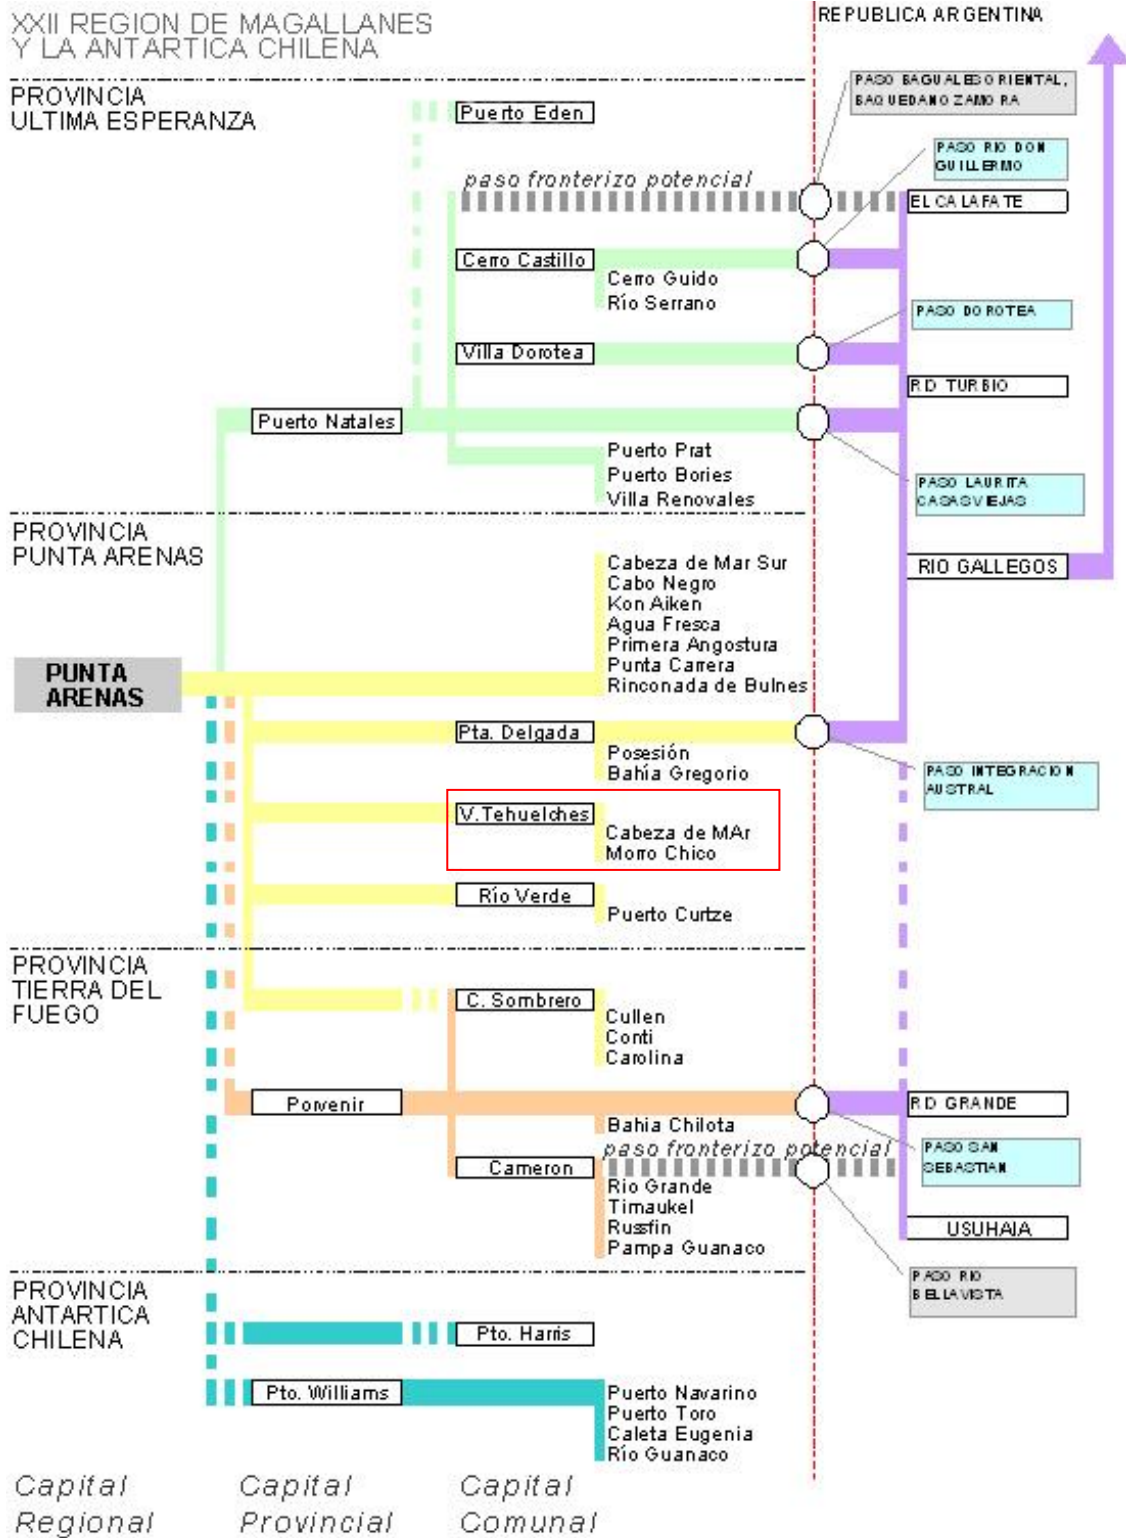 XXII REGION DE MAGALLANES
Y LA ANTARTICA CHILENA
REPUBLICA ARGENTINA
PROVINCIA
ULTIMA ESPERANZA
PASO BAGUALES ORIENTAL,
BAQUEDANO ZAMORA
Puerto Eden
PASO RIO DON
GUILLERMO
paso fronterizo potencial
EL CALAFATE
Cerro Castillo
Cerro Guido
Río Serrano
PASO DOROTEA
Villa Dorotea
RIO TURBIO
Puerto Natales
Puerto Prat
Puerto Bories
Villa Renovales
PASO LAURITA
CASAS VIEJAS
PROVINCIA
PUNTA ARENAS
Cabeza de Mar Sur
Cabo Negro
Kon Aiken
Agua Fresca
Primera Angostura
Punta Carrera
Rinconada de Bulnes
RIO GALLEGOS
PUNTA
ARENAS
Pta. Delgada
Posesión
Bahía Gregorio
PASO INTEGRACION
AUSTRAL
V.Tehuelches
Cabeza de MAr
Morro Chico
Río Verde
Puerto Curtze
PROVINCIA
TIERRA DEL
FUEGO
C. Sombrero
Cullen
Conti
Carolina
Porvenir
RIO GRANDE
Bahia Chilota
paso fronterizo potencial
PASO SAN
SEBASTIAN
Cameron
Rio Grande
Timaukel
Russfin
Pampa Guanaco
USUHAIA
PASO RIO
BELLAVISTA
PROVINCIA
ANTARTICA
CHILENA
Pto. Harris
Pto. Williams
Puerto Navarino
Puerto Toro
Caleta Eugenia
Río Guanaco
Capital Regional
Capital Provincial
Capital Comunal